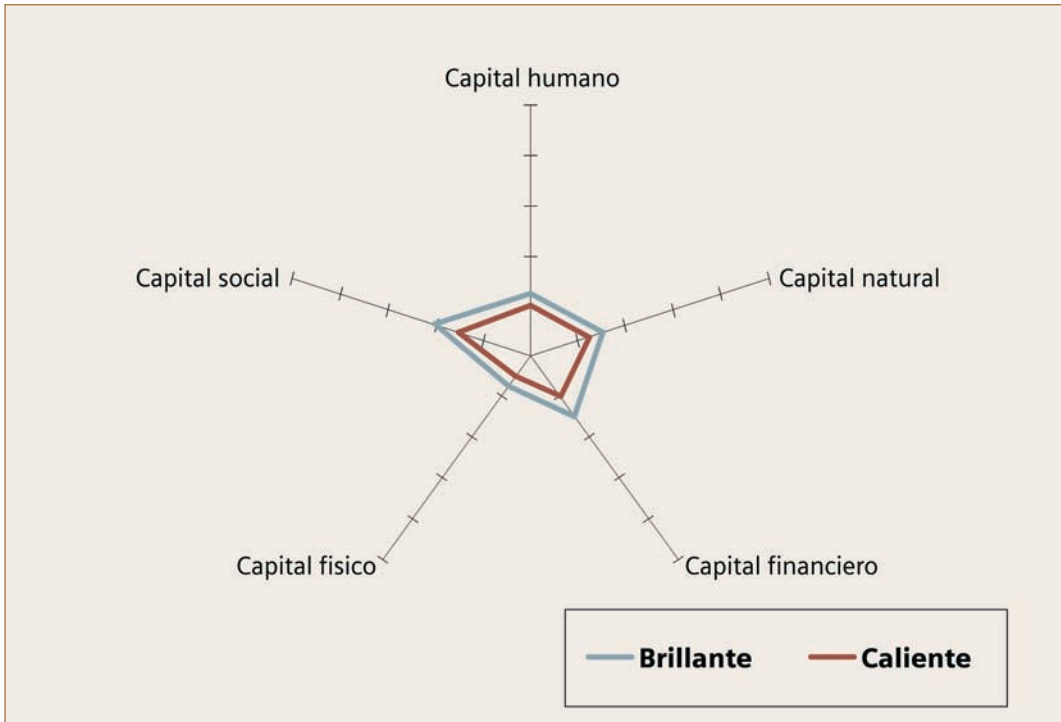 Capital humano
Capital social
Capital natural
Capital fisico
Capital financiero
Brillante
Caliente